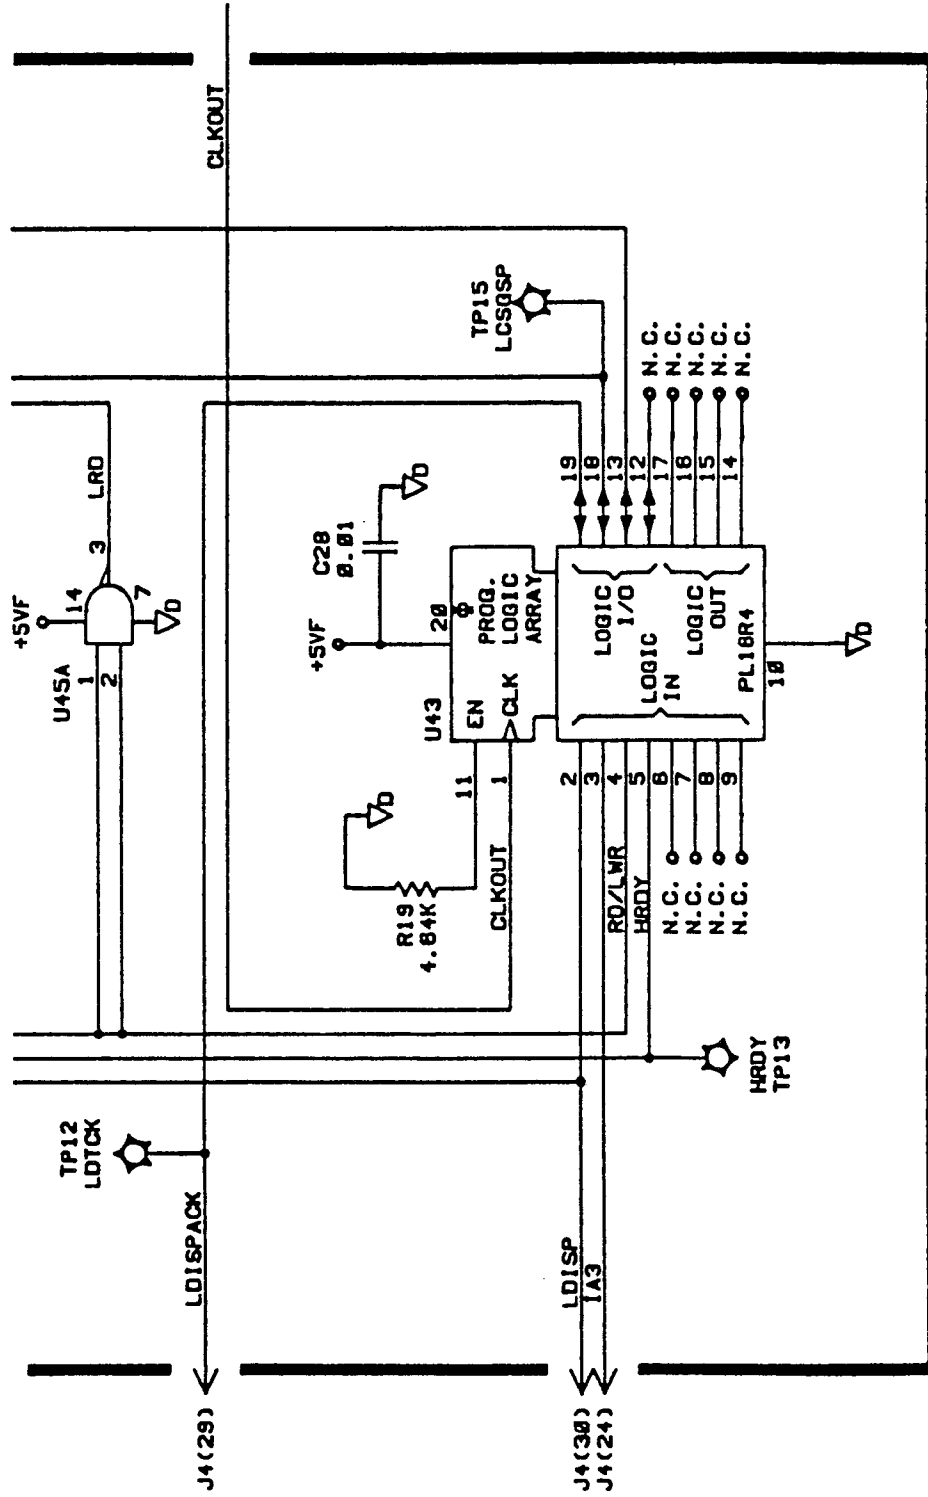 CLKOUT
TP15
LCSGSP
LRD
+5VF
14
3
7
D
U45A
1
2
C28
0.01
D
+5VF
20
PROG.
LOGIC
ARRAY
U43
EN
CLK
11
1
R19
4.64K
D
CLKOUT
19
18
13
12
17
16
15
14
N.C.
N.C.
N.C.
N.C.
N.C.
LOGIC
I/O
LOGIC
IN
LOGIC
OUT
PL16R4
10
D
2
3
4
5
6
7
8
9
RD/LWR
HRDY
N.C.
N.C.
N.C.
N.C.
HRDY
TP13
TP12
LDTCK
LDISPACK
LDISP
IA3
J4(29)
J4(30)
J4(24)